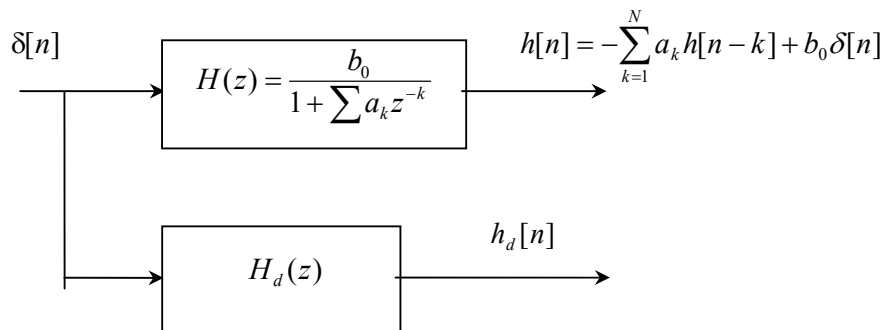 δ[n]
H(z) = b_0 / (1 + ∑ a_k z^{-k})
h[n] = -∑_{k=1}^{N} a_k h[n-k] + b_0 δ[n]
H_d(z)
h_d[n]